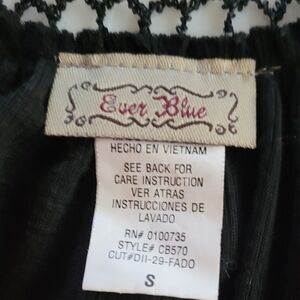 Ever Blue
HECHO EN VIETNAM
SEE BACK FOR
CARE INSTRUCTION
VER ATRAS
INSTRUCCIONES DE
LAVADO
RN# 0100735
STYLE# CB570
CUT#DII-29-FADO
S